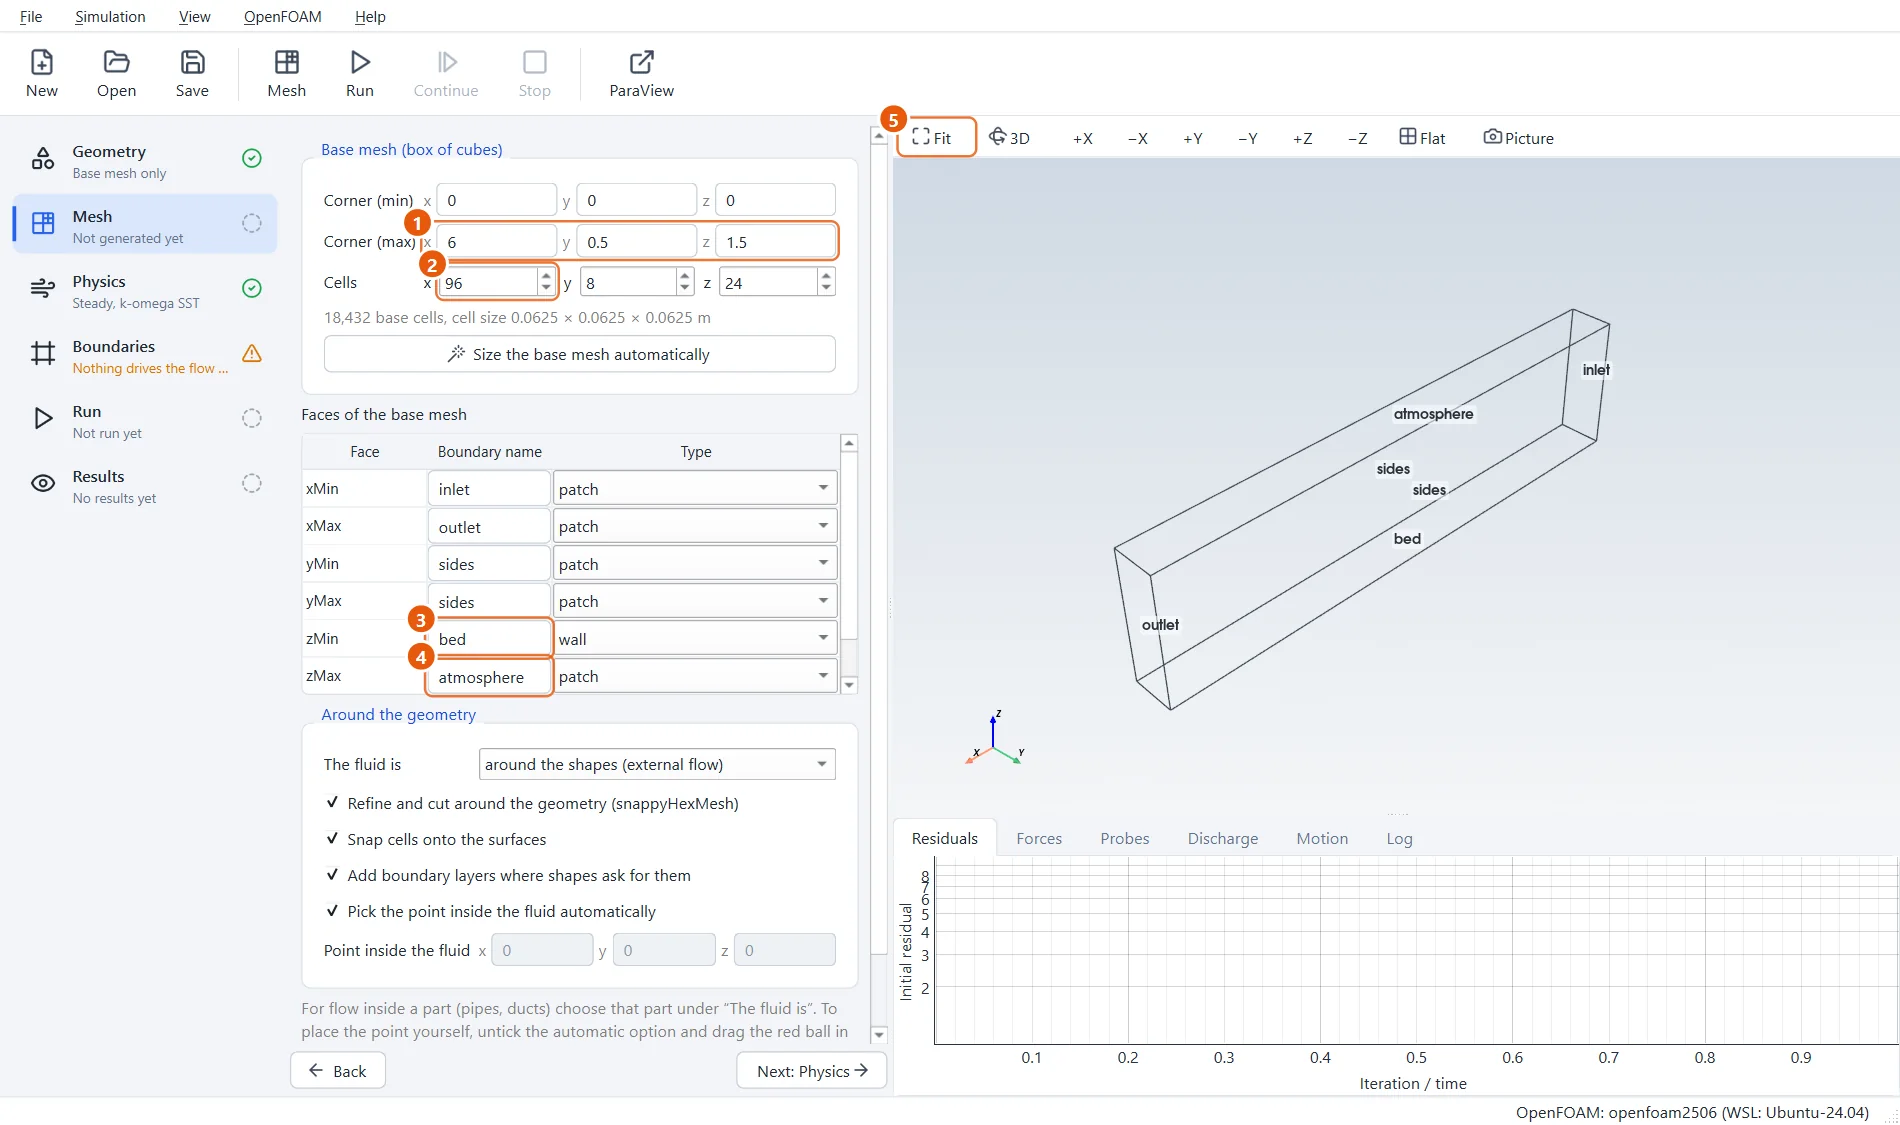 File Simulation View OpenFOAM Help
New Open Save Mesh Run Continue Stop ParaView
Geometry
Base mesh only
Mesh
Not generated yet
Physics
Steady, k-omega SST
Boundaries
Nothing drives the flow ...
Run
Not run yet
Results
No results yet
Base mesh (box of cubes)
Corner (min) x 0 y 0 z 0
1
Corner (max) x 6 y 0.5 z 1.5
2
Cells x 96 y 8 z 24
18,432 base cells, cell size 0.0625 × 0.0625 × 0.0625 m
Size the base mesh automatically
Faces of the base mesh
Face Boundary name Type
xMin inlet patch
xMax outlet patch
yMin sides patch
yMax sides patch
3
zMin bed wall
4
zMax atmosphere patch
Around the geometry
The fluid is around the shapes (external flow)
Refine and cut around the geometry (snappyHexMesh)
Snap cells onto the surfaces
Add boundary layers where shapes ask for them
Pick the point inside the fluid automatically
Point inside the fluid x 0 y 0 z 0
For flow inside a part (pipes, ducts) choose that part under “The fluid is”. To
place the point yourself, untick the automatic option and drag the red ball in
Back Next: Physics
5
Fit 3D +X −X +Y −Y +Z −Z Flat Picture
inlet
atmosphere
sides
sides
bed
outlet
Z
X Y
Residuals Forces Probes Discharge Motion Log
8
7
6
5
4
3
2
Initial residual
0.1 0.2 0.3 0.4 0.5 0.6 0.7 0.8 0.9
Iteration / time
OpenFOAM: openfoam2506 (WSL: Ubuntu-24.04)